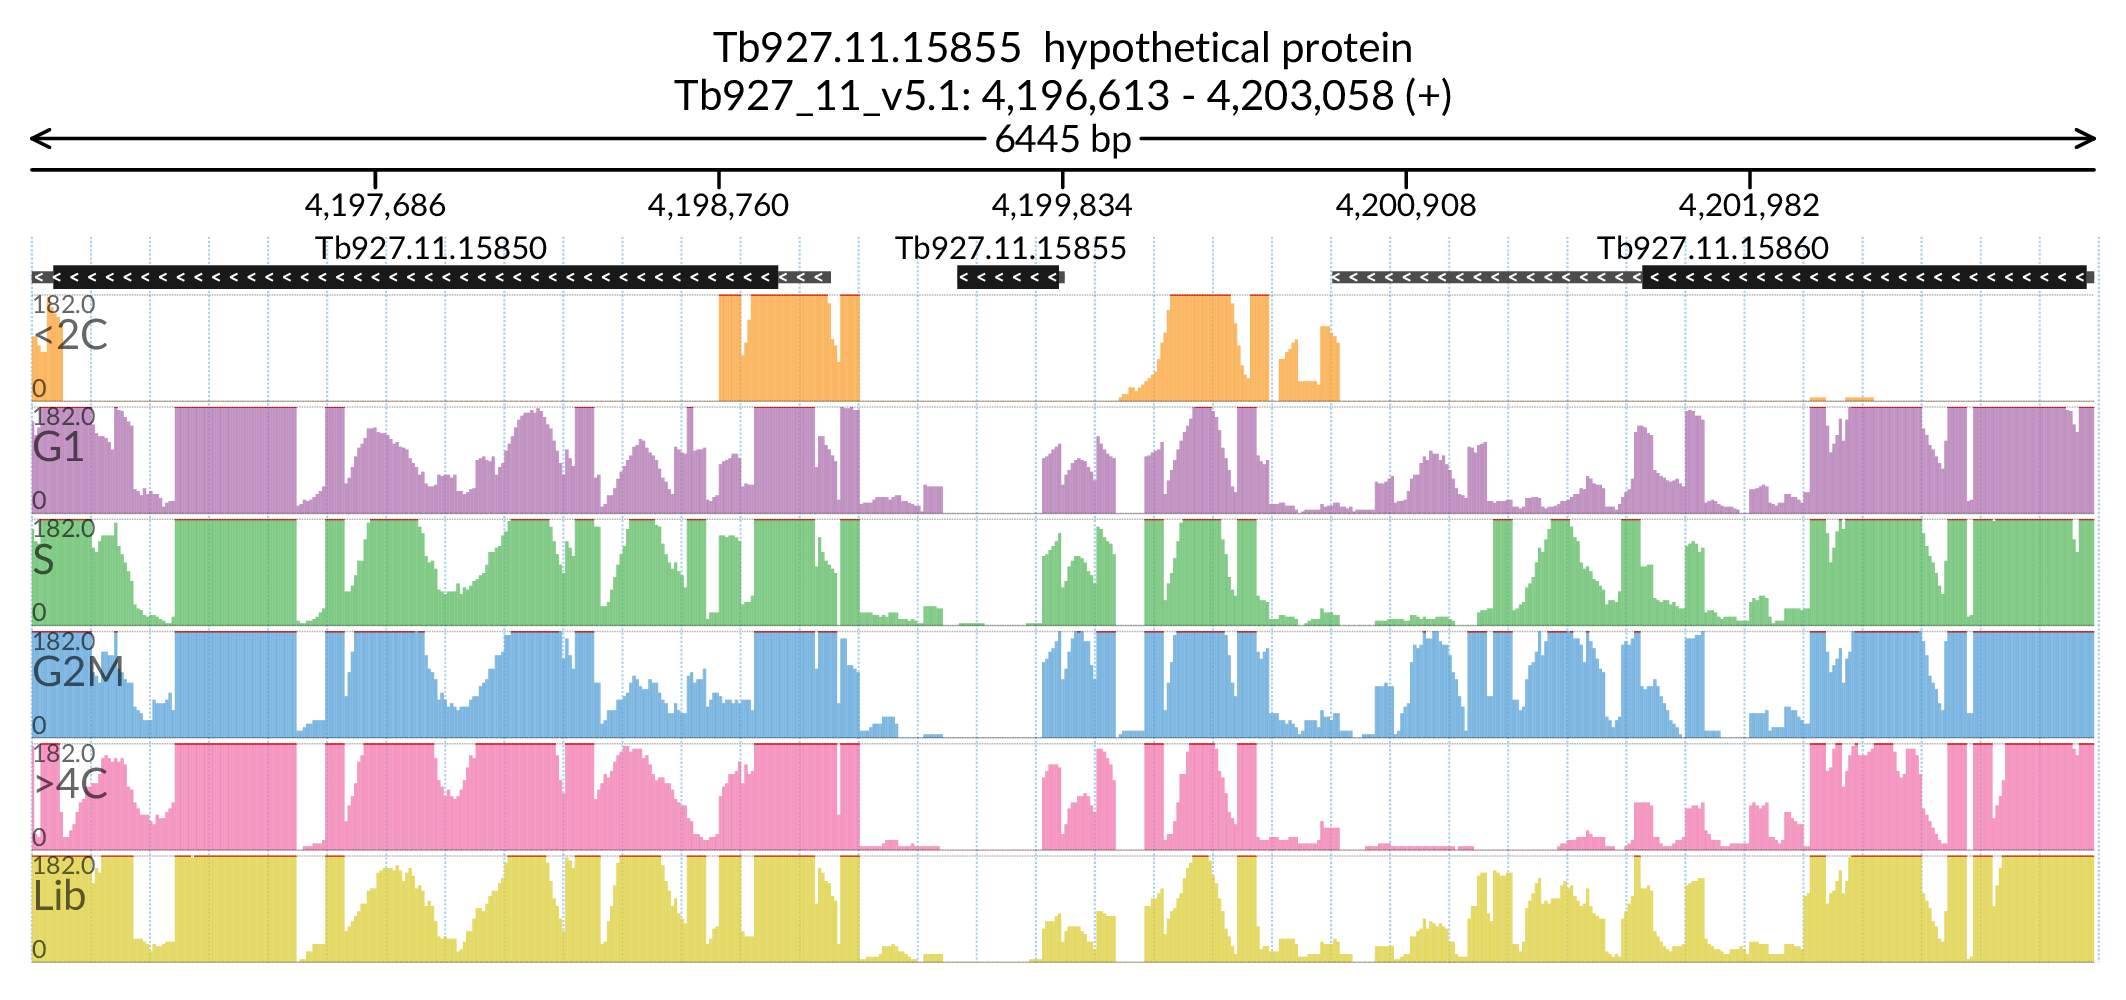 Tb927.11.15855 hypothetical protein
Tb927_11_v5.1: 4,196,613 - 4,203,058 (+)
6445 bp
4,197,686 4,198,760 4,199,834 4,200,908 4,201,982
Tb927.11.15850 Tb927.11.15855 Tb927.11.15860
182.0
<2C
0
182.0
G1
0
182.0
S
0
182.0
G2M
0
182.0
>4C
0
182.0
Lib
0